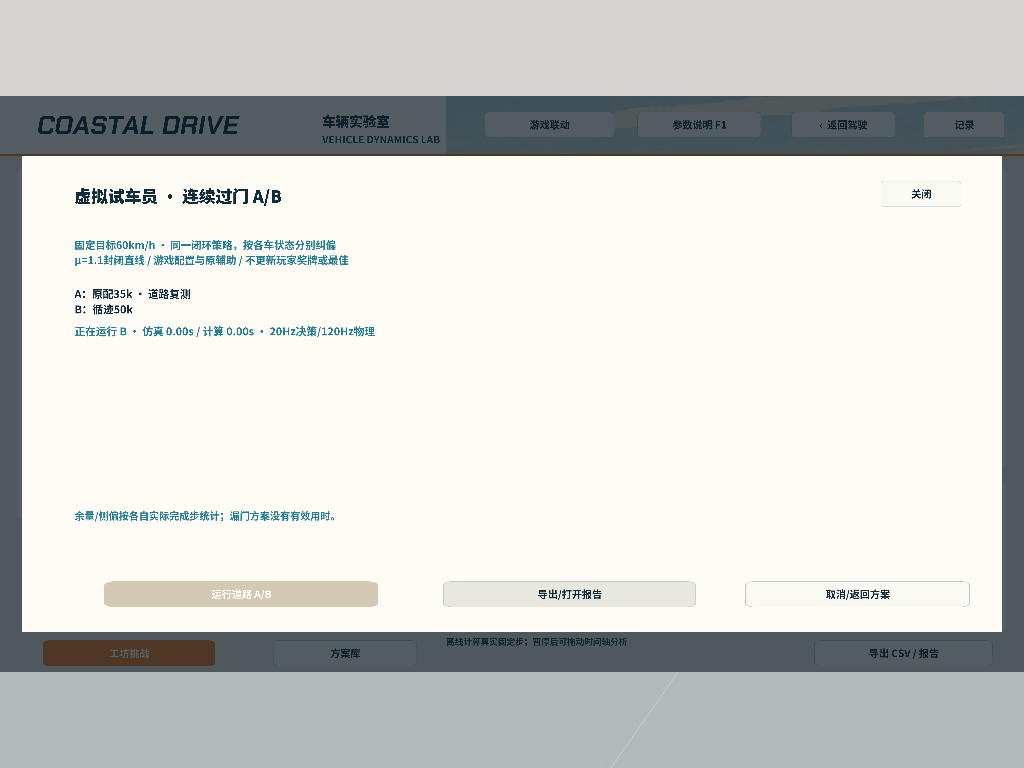 COASTAL DRIVE
车辆实验室
VEHICLE DYNAMICS LAB
游戏联动
参数说明 F1
‹ 返回驾驶
记录
虚拟试车员 · 连续过门 A/B
关闭
固定目标60km/h · 同一闭环策略，按各车状态分别纠偏
μ=1.1封闭直线 / 游戏配置与原辅助 / 不更新玩家奖牌或最佳
A：原配35k · 道路复测
B：循迹50k
正在运行 B · 仿真 0.00s / 计算 0.00s · 20Hz决策/120Hz物理
余量/侧偏按各自实际完成步统计；漏门方案没有有效用时。
运行道路 A/B
导出/打开报告
取消/返回方案
工坊挑战
方案库
离线计算真实固定步；暂停后可拖动时间轴分析
导出 CSV / 报告